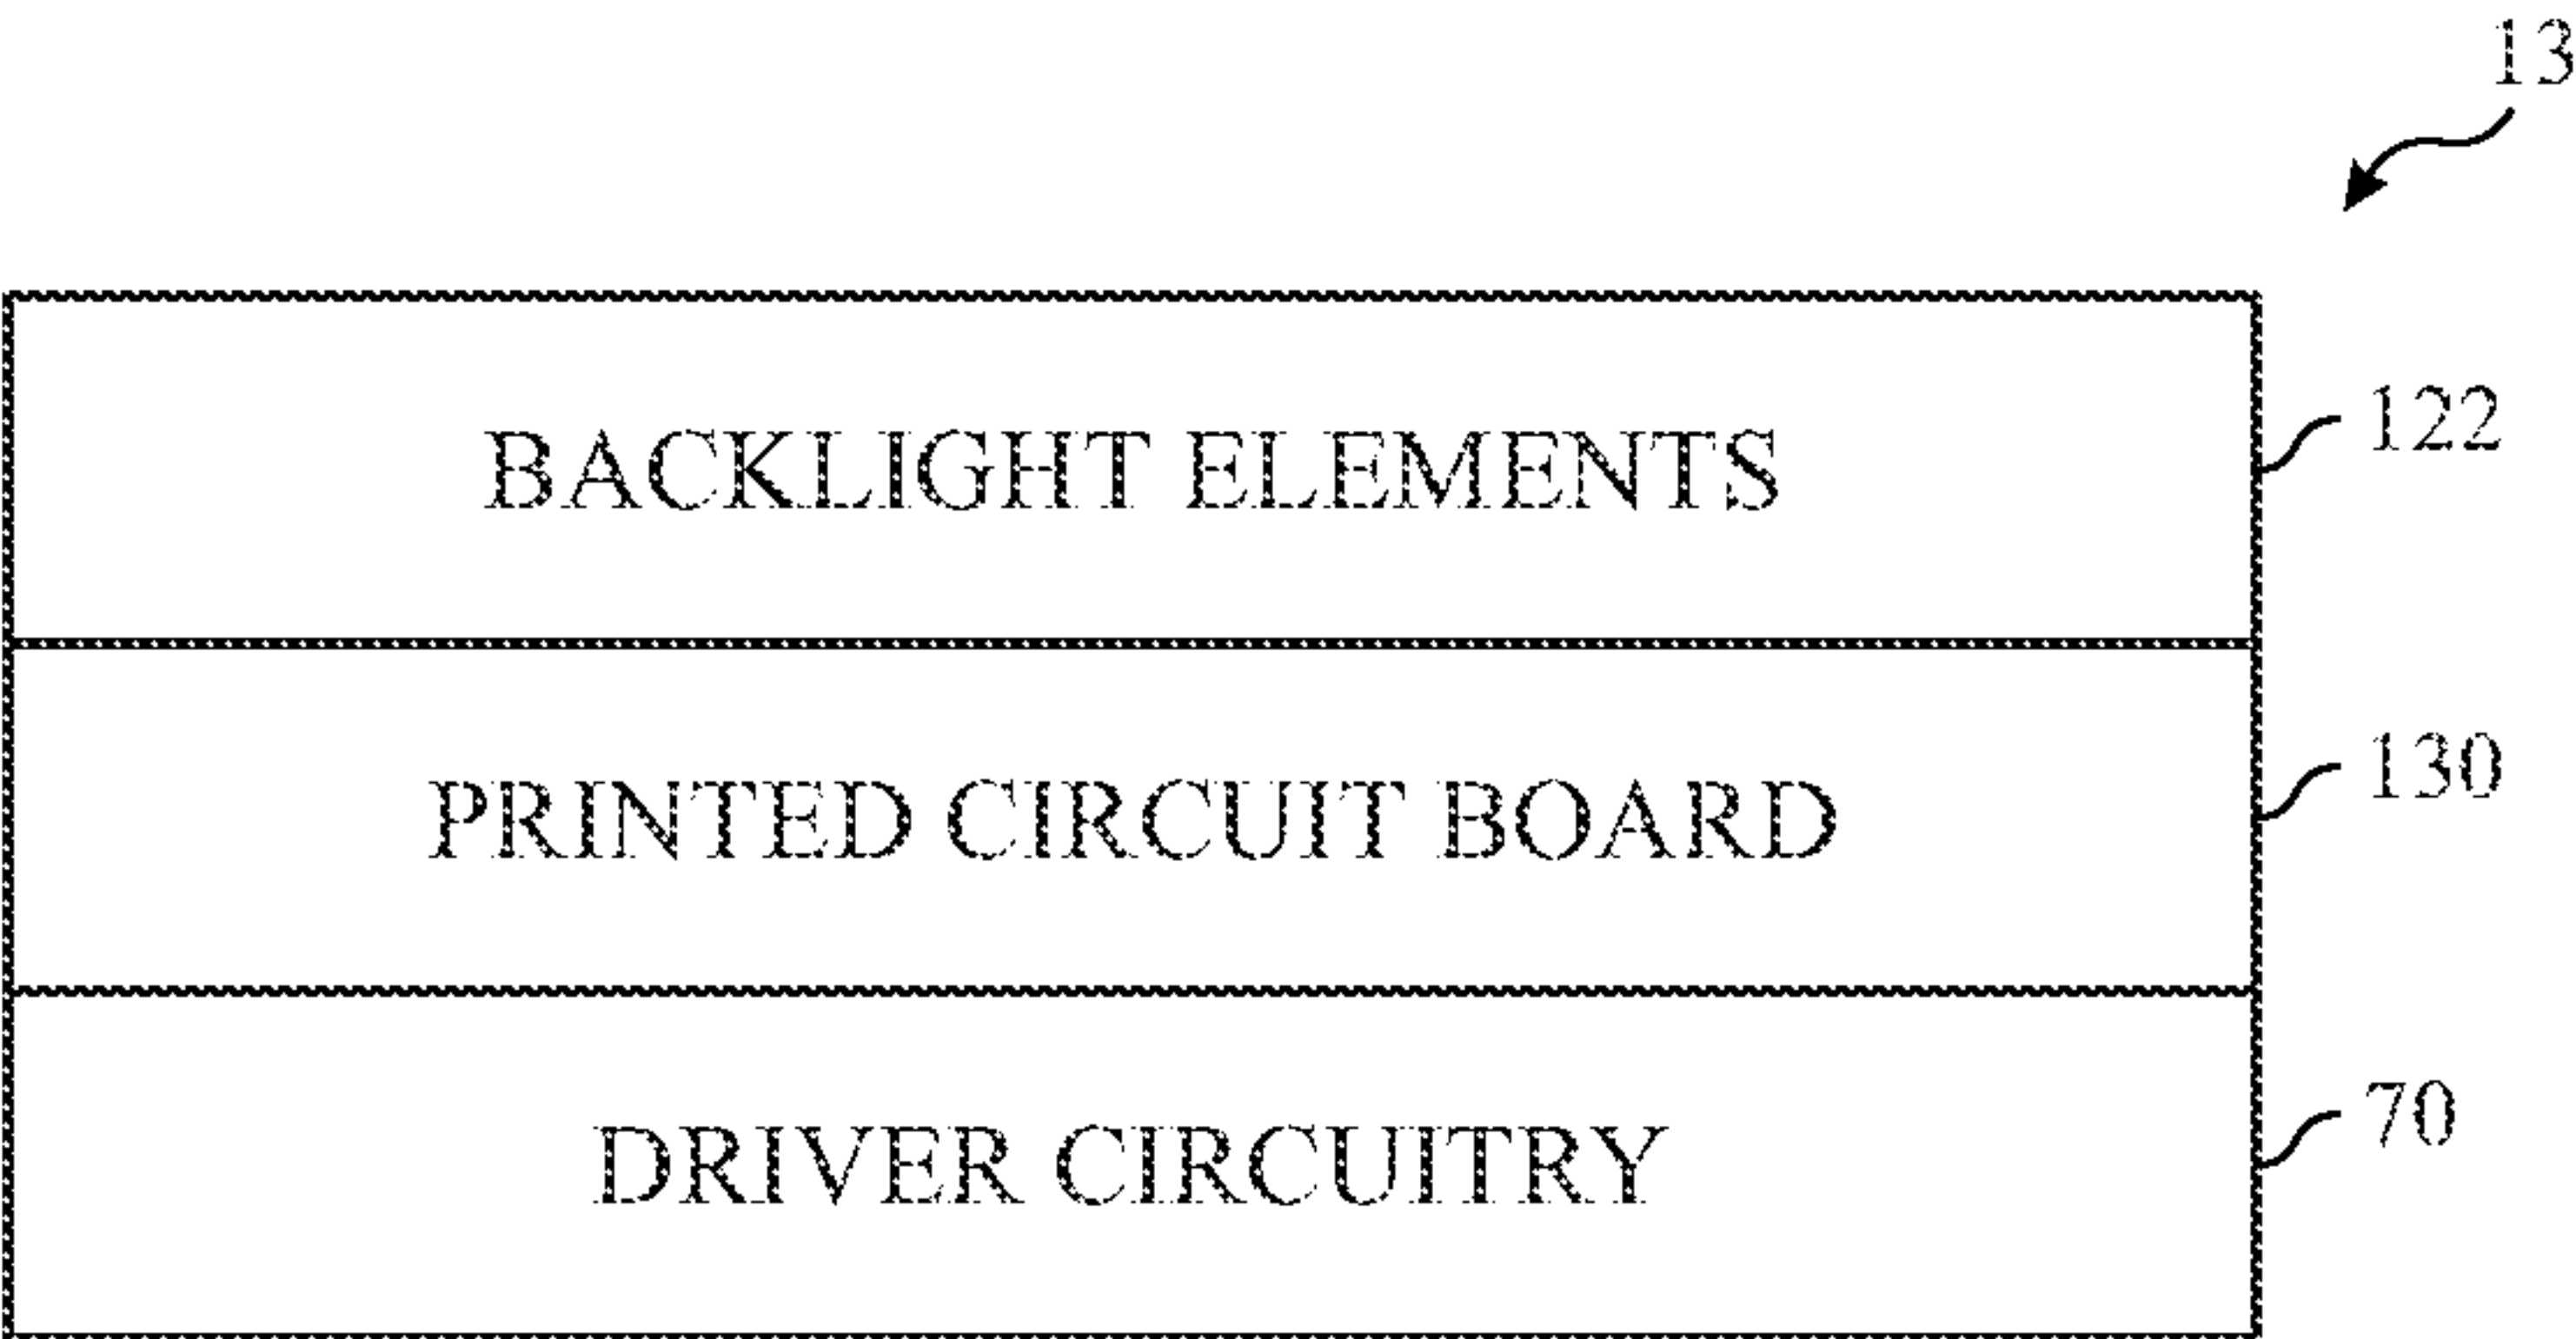 13
BACKLIGHT ELEMENTS
122
PRINTED CIRCUIT BOARD
130
DRIVER CIRCUITRY
70